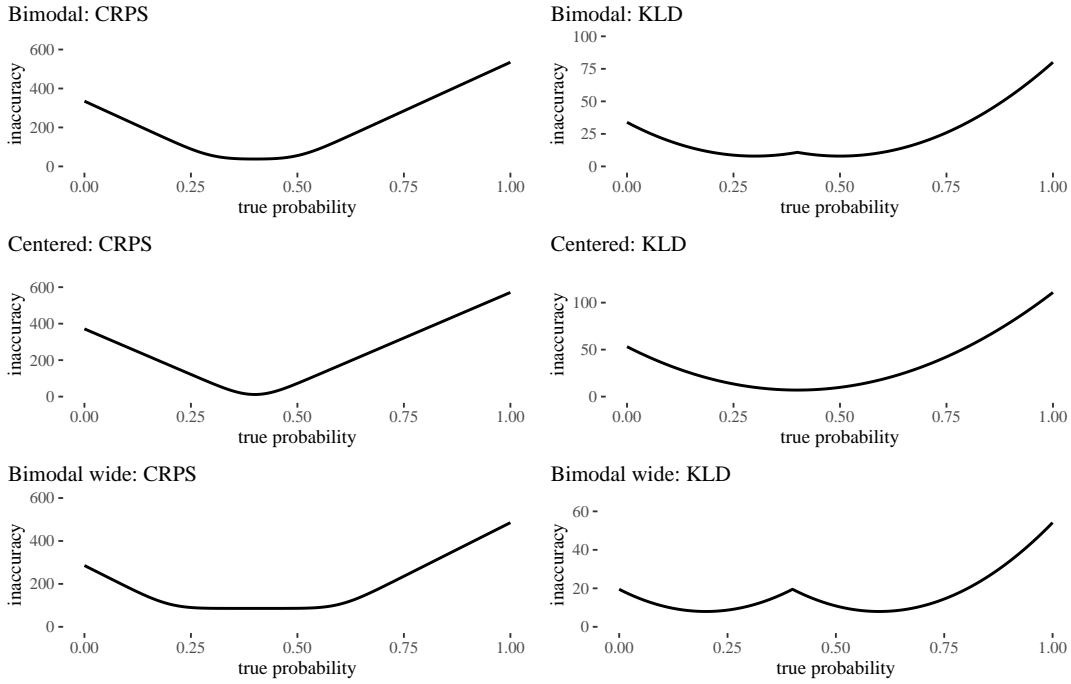 Bimodal: CRPS
inaccuracy
600
400
200
0
0.00 0.25 0.50 0.75 1.00
true probability
Bimodal: KLD
inaccuracy
100
75
50
25
0
0.00 0.25 0.50 0.75 1.00
true probability
Centered: CRPS
inaccuracy
600
400
200
0
0.00 0.25 0.50 0.75 1.00
true probability
Centered: KLD
inaccuracy
100
50
0
0.00 0.25 0.50 0.75 1.00
true probability
Bimodal wide: CRPS
inaccuracy
600
400
200
0
0.00 0.25 0.50 0.75 1.00
true probability
Bimodal wide: KLD
inaccuracy
60
40
20
0
0.00 0.25 0.50 0.75 1.00
true probability